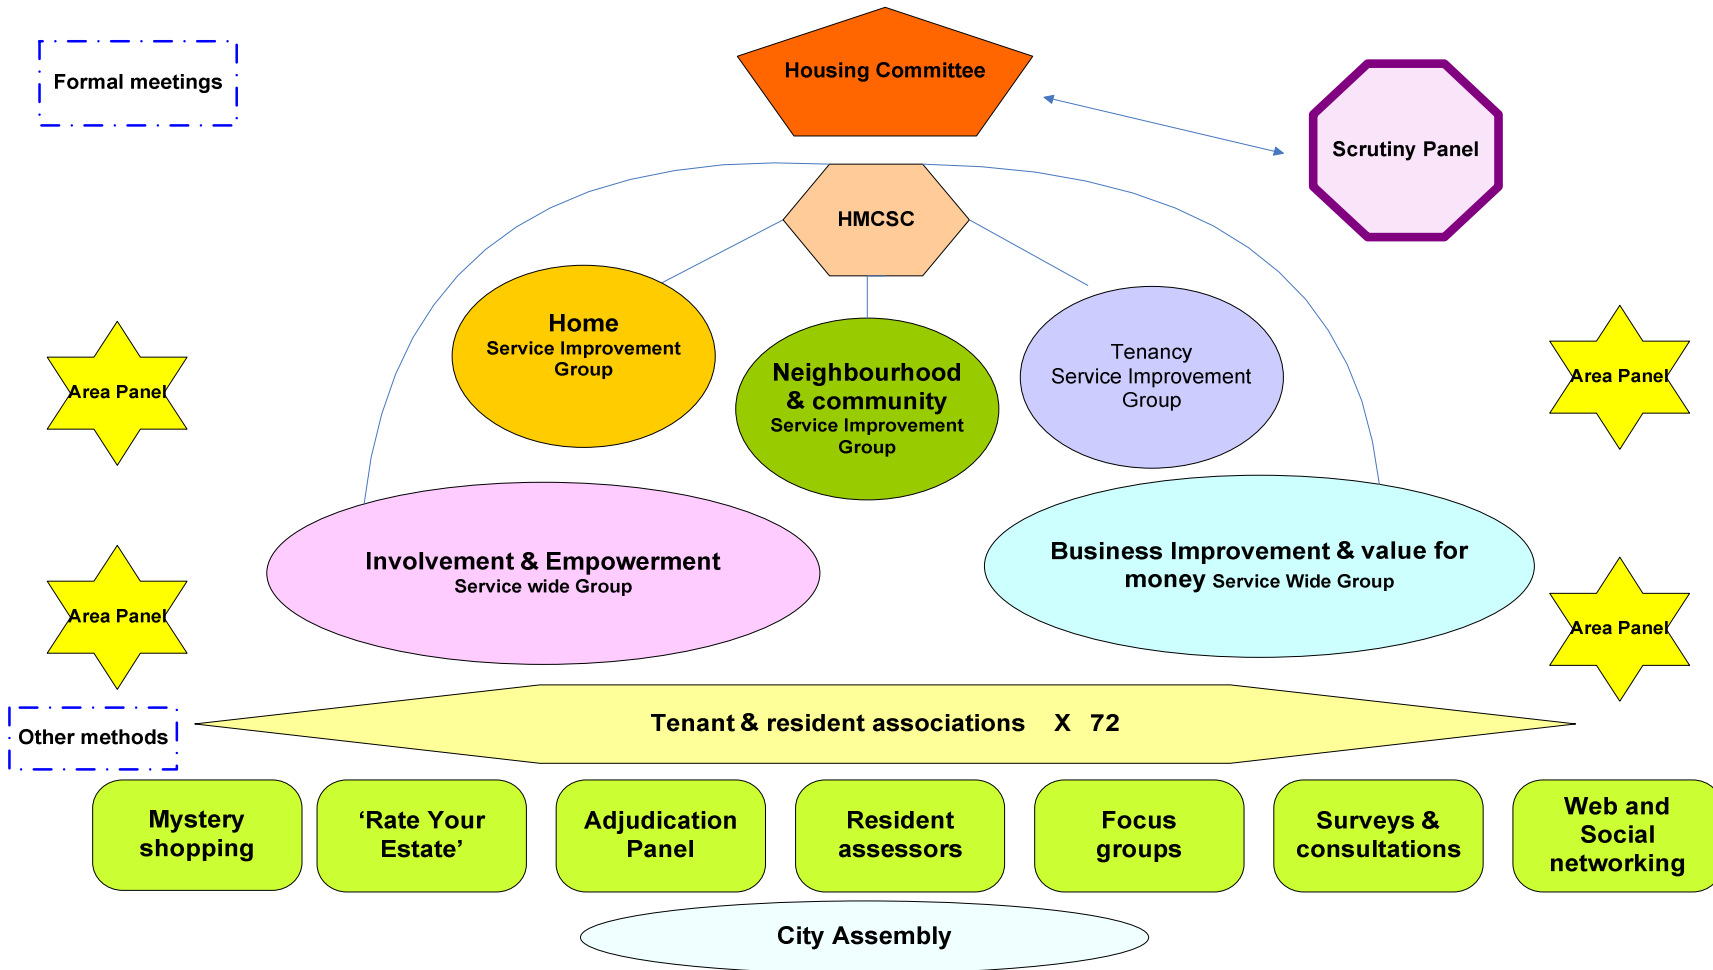 Formal meetings
Housing Committee
Scrutiny Panel
HMCSC
Home
Service Improvement
Group
Neighbourhood
& community
Service Improvement
Group
Tenancy
Service Improvement
Group
Area Panel
Area Panel
Involvement & Empowerment
Service wide Group
Business Improvement & value for
money Service Wide Group
Area Panel
Area Panel
Other methods
Tenant & resident associations X 72
Mystery
shopping
‘Rate Your
Estate’
Adjudication
Panel
Resident
assessors
Focus
groups
Surveys &
consultations
Web and
Social
networking
City Assembly